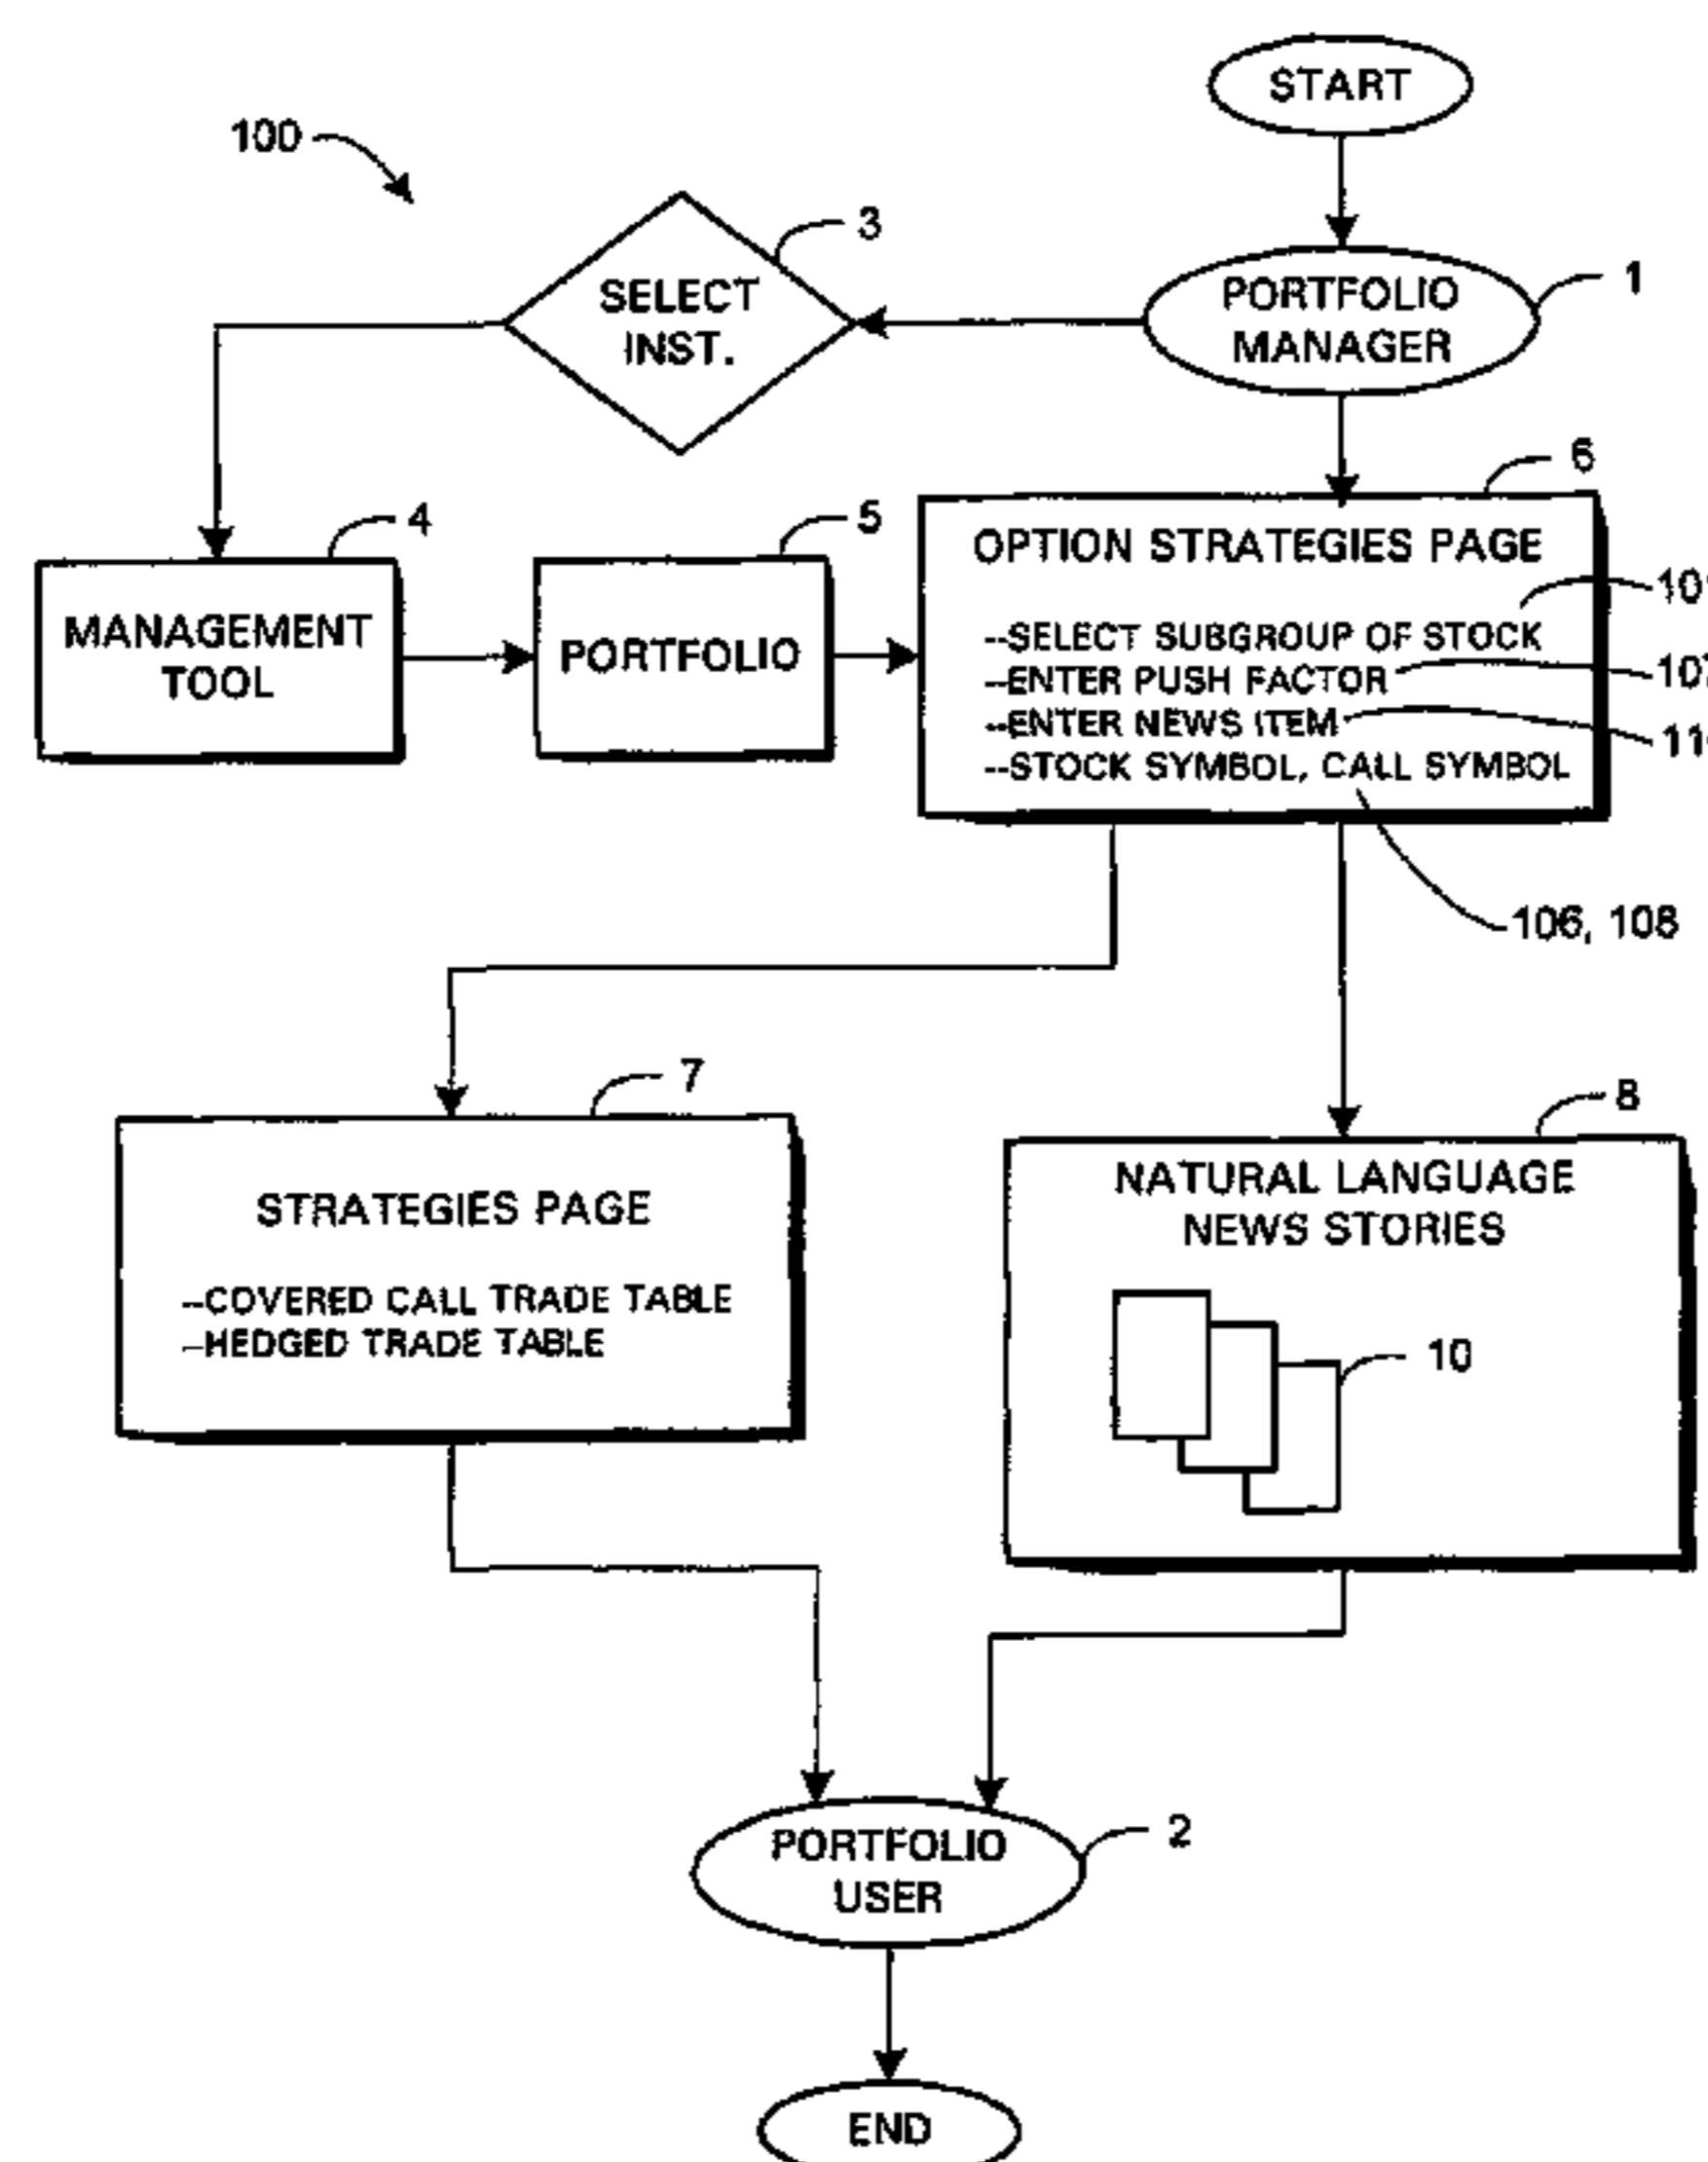 START
100
3
SELECT
INST.
PORTFOLIO
MANAGER
1
4
MANAGEMENT
TOOL
5
PORTFOLIO
6
OPTION STRATEGIES PAGE
--SELECT SUBGROUP OF STOCK
--ENTER PUSH FACTOR
--ENTER NEWS ITEM
--STOCK SYMBOL, CALL SYMBOL
106, 108
7
STRATEGIES PAGE
--COVERED CALL TRADE TABLE
--HEDGED TRADE TABLE
8
NATURAL LANGUAGE
NEWS STORIES
10
PORTFOLIO
USER
2
END